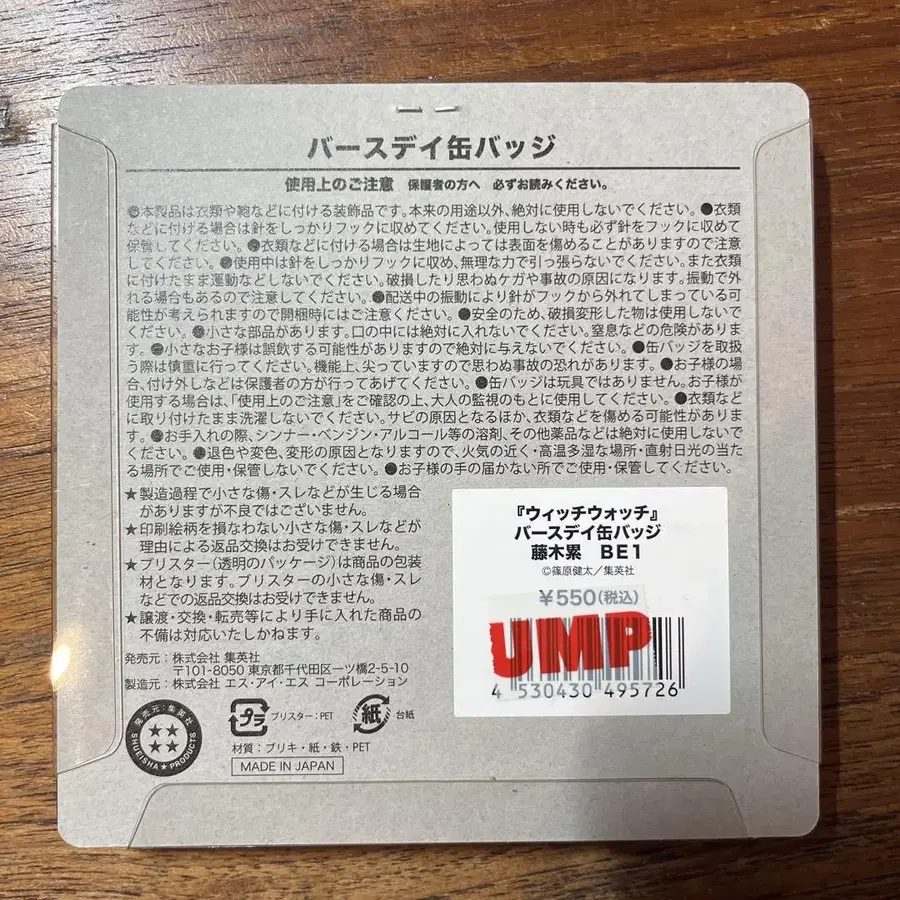 バースデイ缶バッジ
使用上のご注意 保護者の方へ 必ずお読みください。
●本製品は衣類や鞄などに付ける装飾品です。本来の用途以外、絶対に使用しないでください。●衣類
などに付ける場合は針をしっかりフックに収めてください。使用しない時も必ず針をフックに収めて
保管してください。●衣類などに付ける場合は生地によっては表面を傷めることがありますので注意
してください。●使用中は針をしっかりフックに収め、無理な力で引っ張らないでください。また衣類
に付けたまま運動などしないでください。破損したり思わぬケガや事故の原因になります。振動で外
れる場合もあるので注意してください。●配送中の振動により針がフックから外れてしまっている可
能性が考えられますので開梱時にはご注意ください。●安全のため、破損変形した物は使用しないで
ください。●小さな部品があります。口の中には絶対に入れないでください。窒息などの危険がありま
す。●小さなお子様は誤飲する可能性がありますので絶対に与えないでください。●缶バッジを取扱
う際は慎重に行ってください。機能上、尖っていますので思わぬ事故の恐れがあります。●お子様の場
合、付け外しなどは保護者の方が行ってあげてください。●缶バッジは玩具ではありません。お子様が
使用する場合は、「使用上のご注意」をご確認の上、大人の監視のもとに使用してください。●衣類など
に取り付けたまま洗濯しないでください。サビの原因となるほか、衣類などを傷める可能性がありま
す。●お手入れの際、シンナー・ベンジン・アルコール等の溶剤、その他薬品などは絶対に使用しないで
ください。●退色や変色、変形の原因となりますので、火気の近く・高温多湿な場所・直射日光の当た
る場所でご使用・保管しないでください。●お子様の手の届かない所でご使用・保管してください。
★製造過程で小さな傷・スレなどが生じる場合
がありますが不良ではございません。
★印刷絵柄を損なわない小さな傷・スレなどが
理由による返品交換はお受けできません。
★ブリスター(透明のパッケージ)は商品の包装
材となります。ブリスターの小さな傷・スレ
などでの返品交換はお受けできません。
★譲渡・交換・転売等により手に入れた商品の
不備は対応いたしかねます。
発売元：株式会社 集英社
〒101-8050 東京都千代田区一ツ橋2-5-10
製造元：株式会社 エス・アイ・エス コーポレーション
発売元：集英社
SHUEISHA★PRODUCTS
プラ
ブリスター：PET
紙
台紙
材質：ブリキ・紙・鉄・PET
MADE IN JAPAN
『ウィッチウォッチ』
バースデイ缶バッジ
藤木累 BE1
©篠原健太／集英社
¥550(税込)
UMP
4 530430 495726